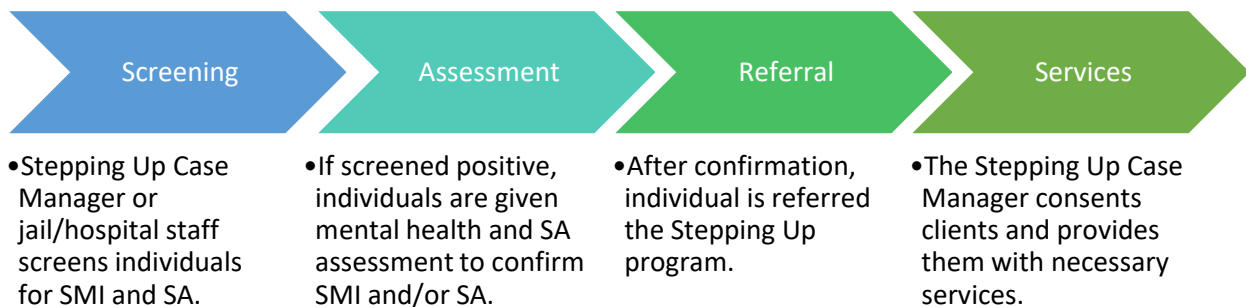 Screening
Assessment
Referral
Services
•Stepping Up Case
Manager or
jail/hospital staff
screens individuals
for SMI and SA.
•If screened positive,
individuals are given
mental health and SA
assessment to confirm
SMI and/or SA.
•After confirmation,
individual is referred
the Stepping Up
program.
•The Stepping Up Case
Manager consents
clients and provides
them with necessary
services.